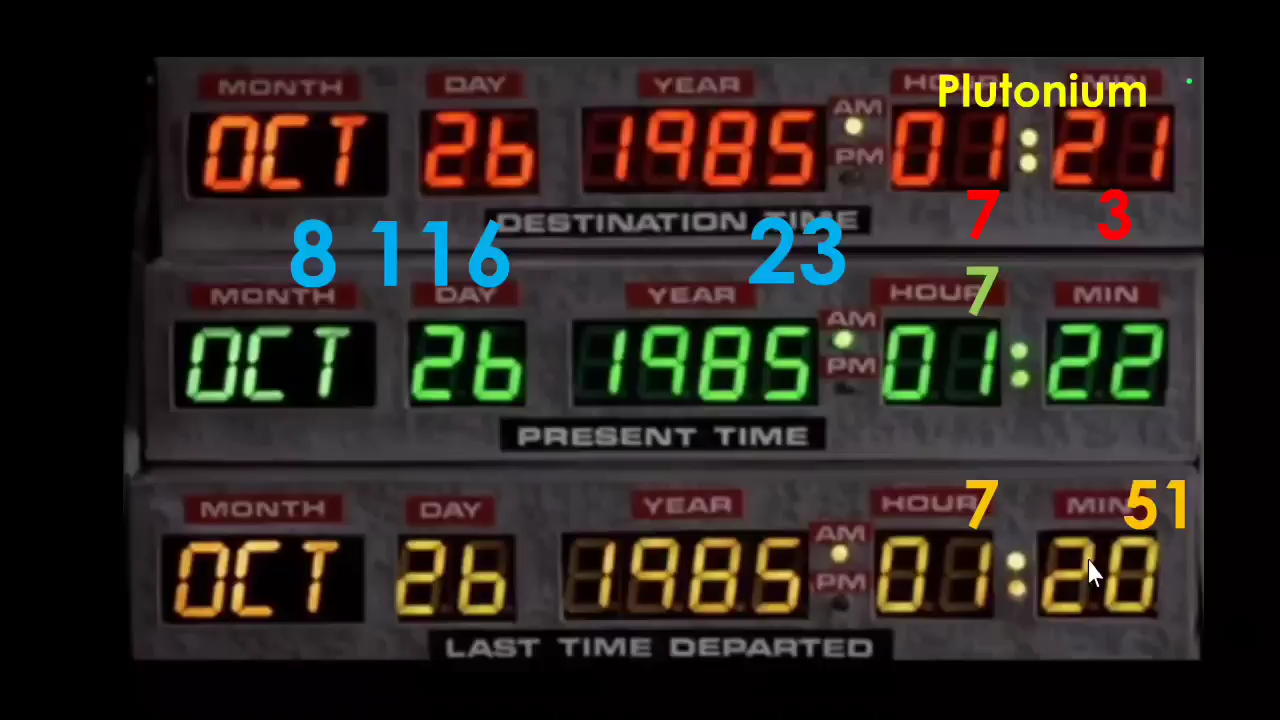 Plutonium
MONTH DAY YEAR HOUR MIN
AM
OCT 26 1985 01:21
PM
7 3
DESTINATION TIME
8 116 23
7
MONTH DAY YEAR HOUR MIN
AM
OCT 26 1985 01:22
PM
PRESENT TIME
7 51
MONTH DAY YEAR HOUR MIN
AM
OCT 26 1985 01:20
PM
LAST TIME DEPARTED